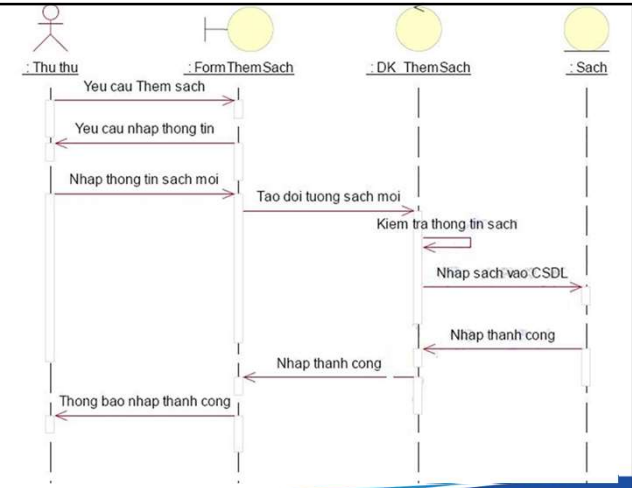 : Thu thu
: FormThemSach
: DK_ThemSach
: Sach
Yeu cau Them sach
Yeu cau nhap thong tin
Nhap thong tin sach moi
Tao doi tuong sach moi
Kiem tra thong tin sach
Nhap sach vao CSDL
Nhap thanh cong
Nhap thanh cong
Thong bao nhap thanh cong